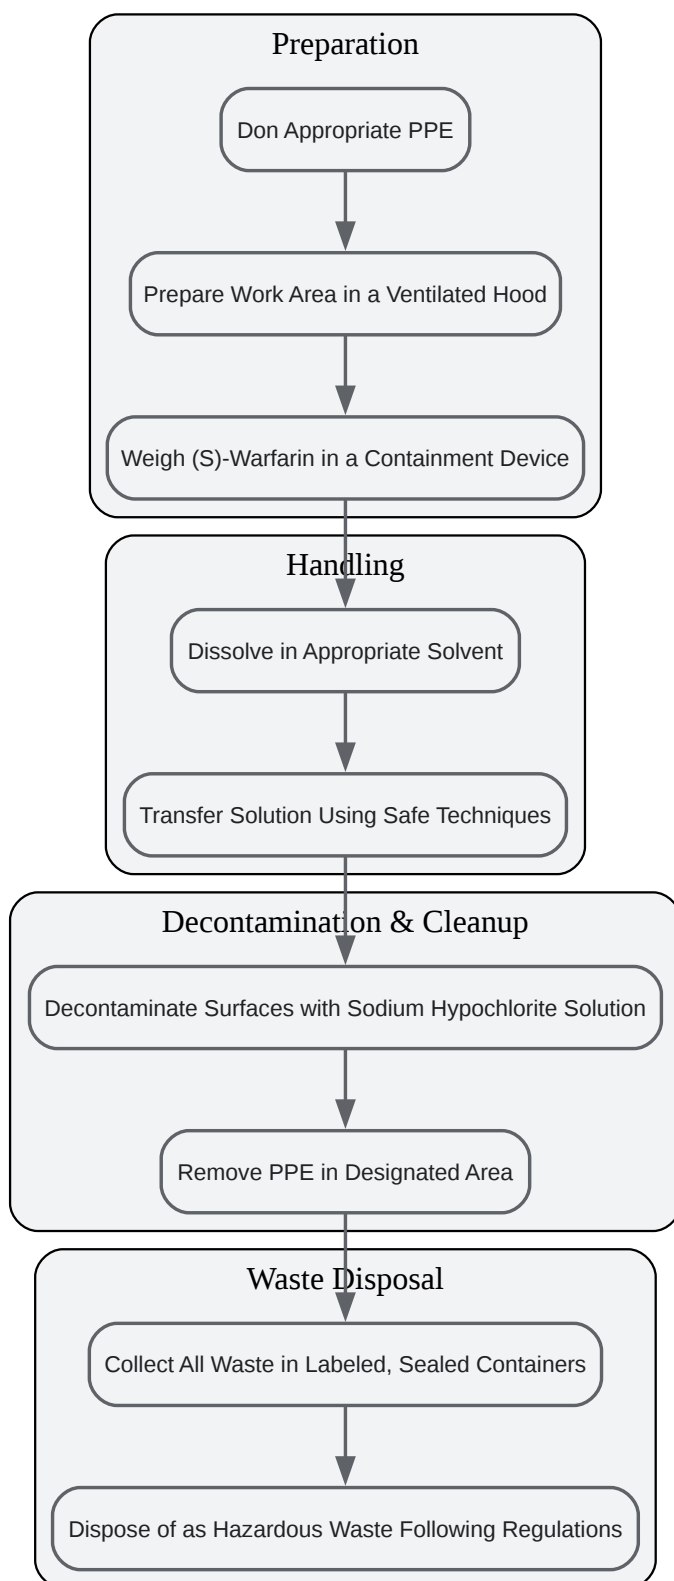 Preparation
Don Appropriate PPE
Prepare Work Area in a Ventilated Hood
Weigh (S)-Warfarin in a Containment Device
Handling
Dissolve in Appropriate Solvent
Transfer Solution Using Safe Techniques
Decontamination & Cleanup
Decontaminate Surfaces with Sodium Hypochlorite Solution
Remove PPE in Designated Area
Waste Disposal
Collect All Waste in Labeled, Sealed Containers
Dispose of as Hazardous Waste Following Regulations